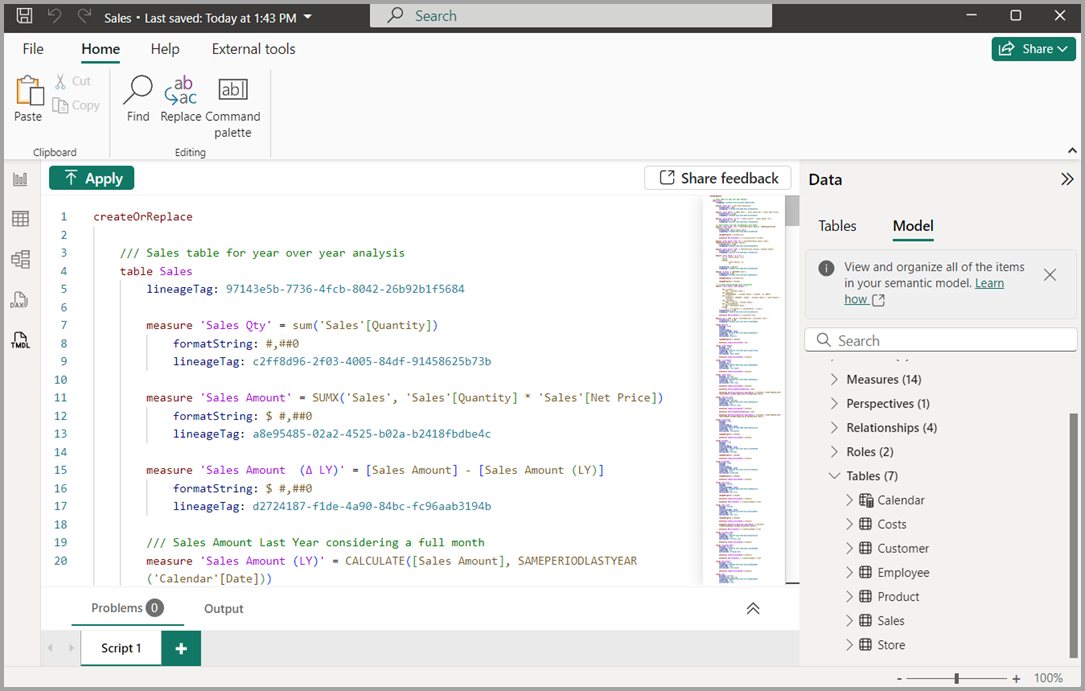 Sales • Last saved: Today at 1:43 PM
Search
File Home Help External tools
Share
Paste
Cut
Copy
Find
Replace
Command palette
Clipboard
Editing
Apply
Share feedback
1 createOrReplace
2
3 /// Sales table for year over year analysis
4 table Sales
5 lineageTag: 97143e5b-7736-4fcb-8042-26b92b1f5684
6
7 measure 'Sales Qty' = sum('Sales'[Quantity])
8 formatString: #,##0
9 lineageTag: c2ff8d96-2f03-4005-84df-91458625b73b
10
11 measure 'Sales Amount' = SUMX('Sales', 'Sales'[Quantity] * 'Sales'[Net Price])
12 formatString: $ #,##0
13 lineageTag: a8e95485-02a2-4525-b02a-b2418fbdbe4c
14
15 measure 'Sales Amount  (Δ LY)' = [Sales Amount] - [Sales Amount (LY)]
16 formatString: $ #,##0
17 lineageTag: d2724187-f1de-4a90-84bc-fc96aab3194b
18
19 /// Sales Amount Last Year considering a full month
20 measure 'Sales Amount (LY)' = CALCULATE([Sales Amount], SAMEPERIODLASTYEAR
('Calendar'[Date]))
DAX
TMDL
Problems 0
Output
Script 1
+
Data
Tables Model
View and organize all of the items
in your semantic model. Learn
how
Search
Measures (14)
Perspectives (1)
Relationships (4)
Roles (2)
Tables (7)
Calendar
Costs
Customer
Employee
Product
Sales
Store
- + 100%